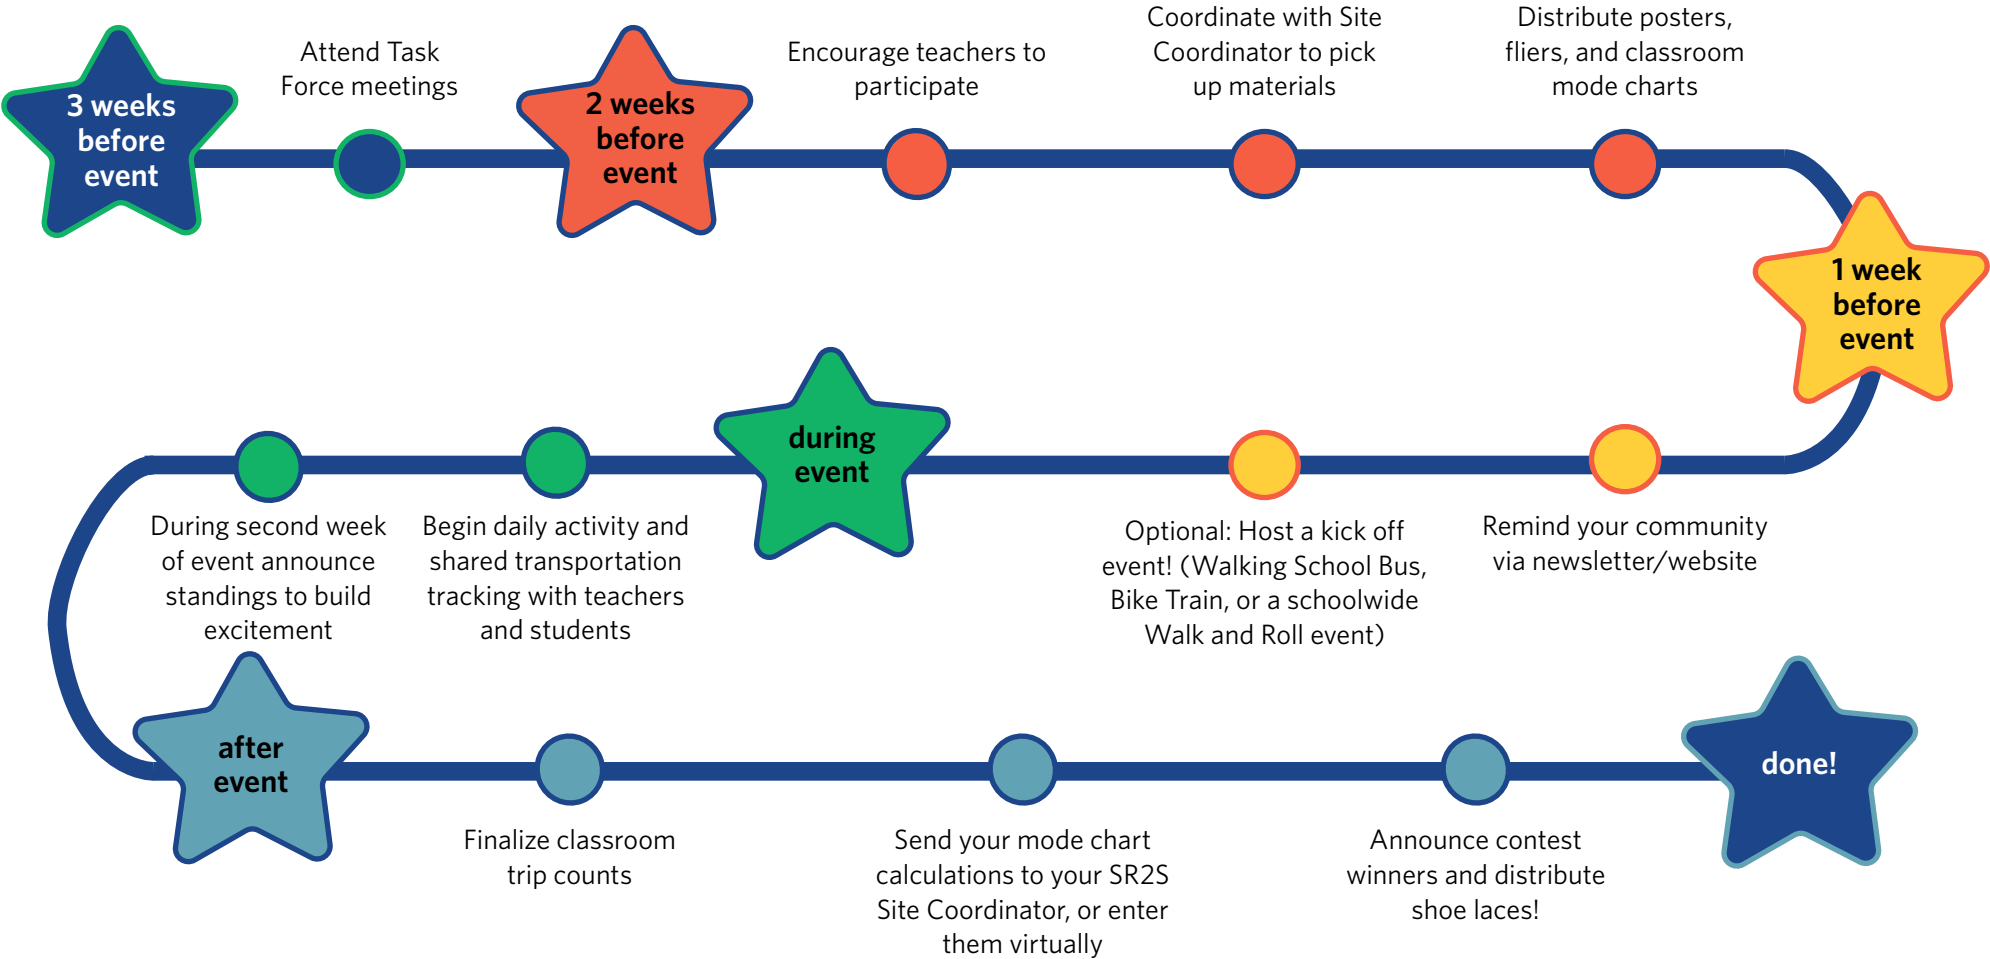 3 weeks
before
event
Attend Task
Force meetings
2 weeks
before
event
Encourage teachers to
participate
Coordinate with Site
Coordinator to pick
up materials
Distribute posters,
fliers, and classroom
mode charts
1 week
before
event
Remind your community
via newsletter/website
Optional: Host a kick off
event! (Walking School Bus,
Bike Train, or a schoolwide
Walk and Roll event)
during
event
Begin daily activity and
shared transportation
tracking with teachers
and students
During second week
of event announce
standings to build
excitement
after
event
Finalize classroom
trip counts
Send your mode chart
calculations to your SR2S
Site Coordinator, or enter
them virtually
Announce contest
winners and distribute
shoe laces!
done!